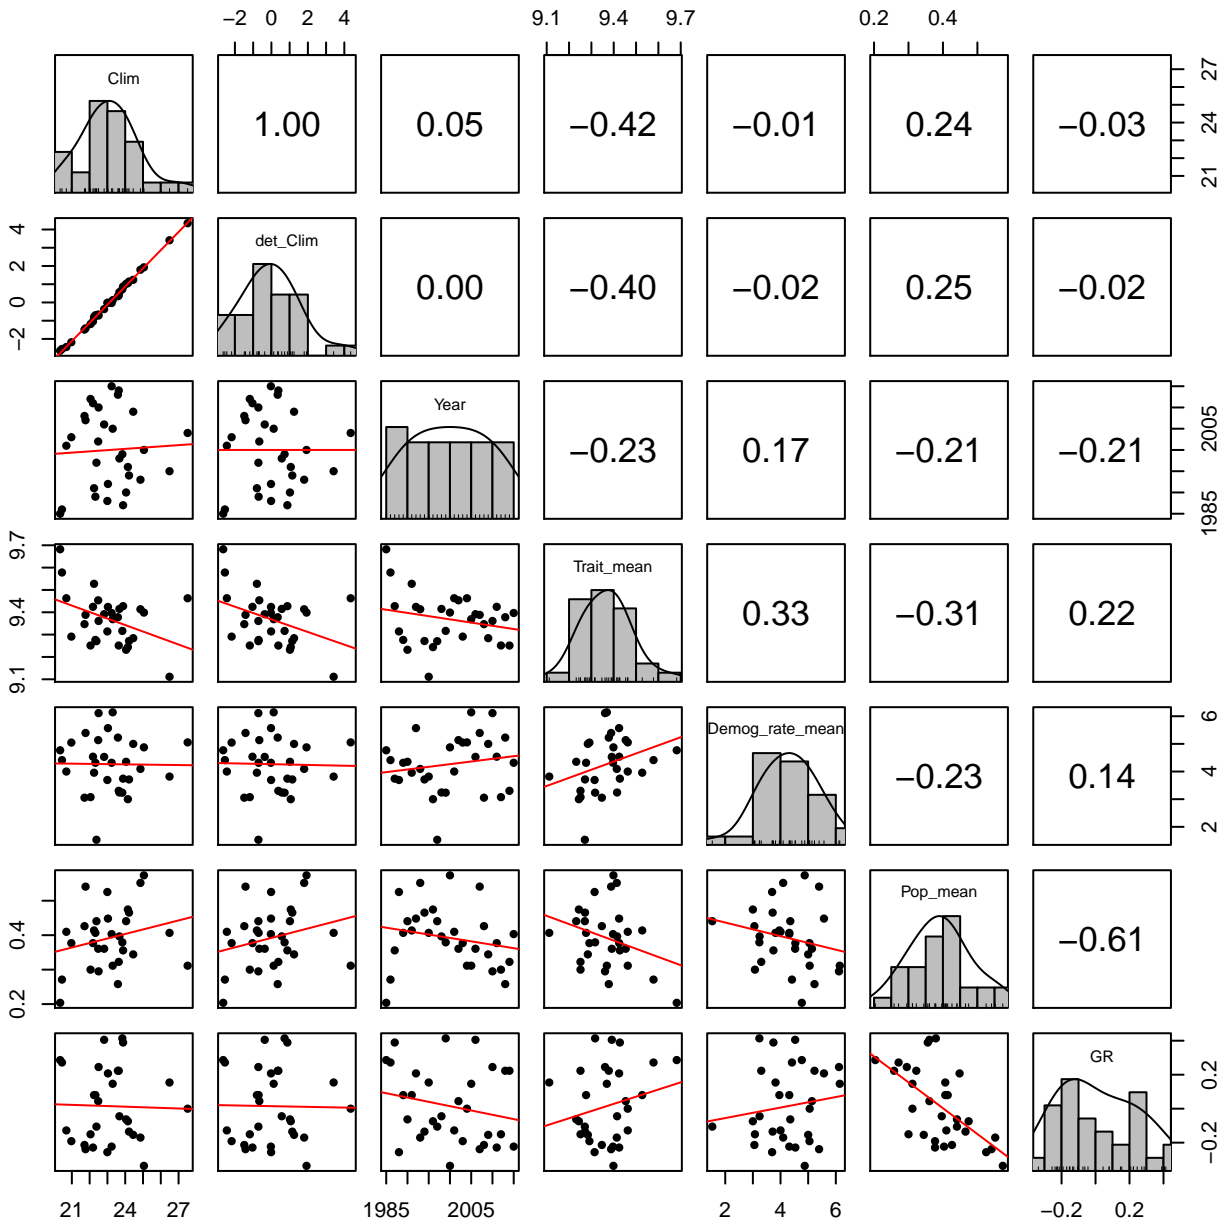 −2 0 2 4 9.1 9.4 9.7 0.2 0.4
Clim 1.00 0.05 −0.42 −0.01 0.24 −0.03 21 24 27
−2 0 2 4 det_Clim 0.00 −0.40 −0.02 0.25 −0.02
Year −0.23 0.17 −0.21 −0.21 1985 2005
9.1 9.4 9.7 Trait_mean 0.33 −0.31 0.22
Demog_rate_mean −0.23 0.14 2 4 6
0.2 0.4 Pop_mean −0.61
GR −0.2 0.2
21 24 27 1985 2005 2 4 6 −0.2 0.2